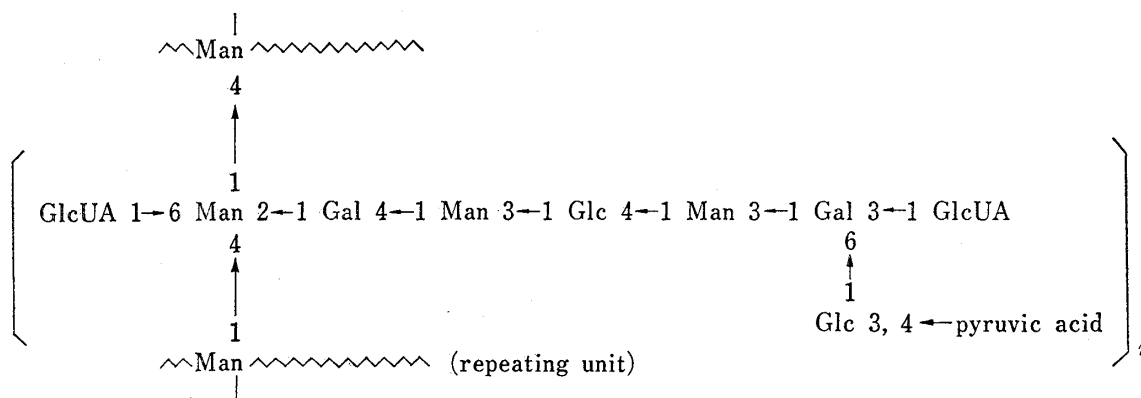 Man
4
1
GlcUA 1→6 Man 2←1 Gal 4←1 Man 3←1 Glc 4←1 Man 3←1 Gal 3←1 GlcUA
4 6
1
1 Glc 3, 4←pyruvic acid
Man (repeating unit)